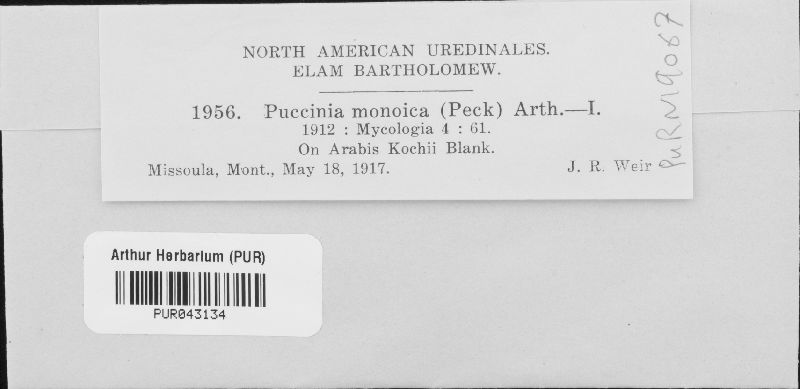 NORTH AMERICAN UREDINALES.
ELAM BARTHOLOMEW.
1956. Puccinia monoica (Peck) Arth.—I.
1912 : Mycologia 4 : 61.
On Arabis Kochii Blank.
Missoula, Mont., May 18, 1917. J. R. Weir
PURN19067
Arthur Herbarium (PUR)
PUR043134